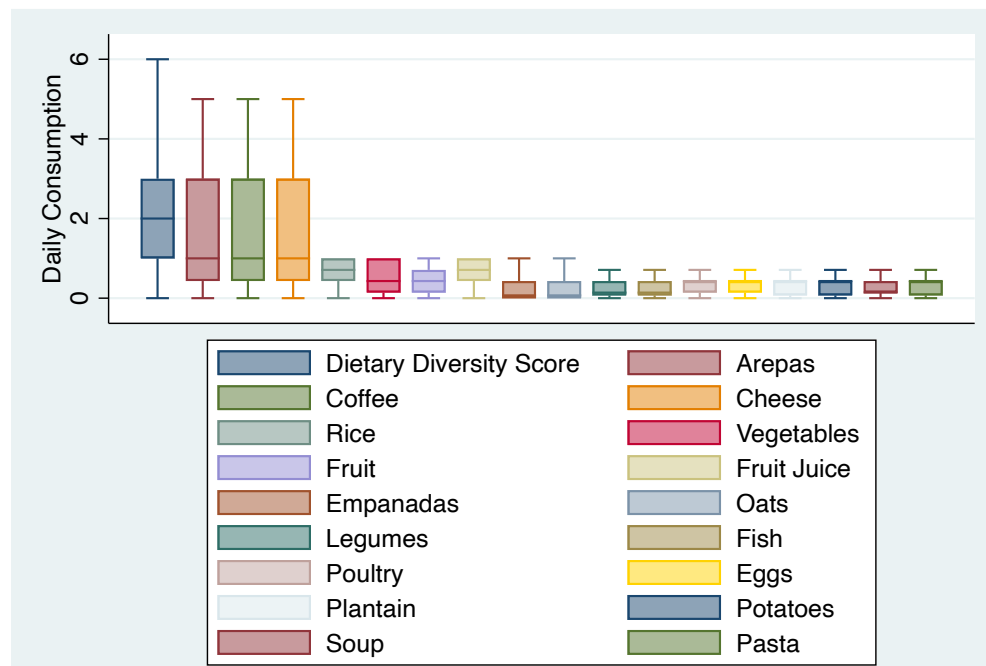 Daily Consumption
6
4
2
0
Dietary Diversity Score Arepas
Coffee Cheese
Rice Vegetables
Fruit Fruit Juice
Empanadas Oats
Legumes Fish
Poultry Eggs
Plantain Potatoes
Soup Pasta